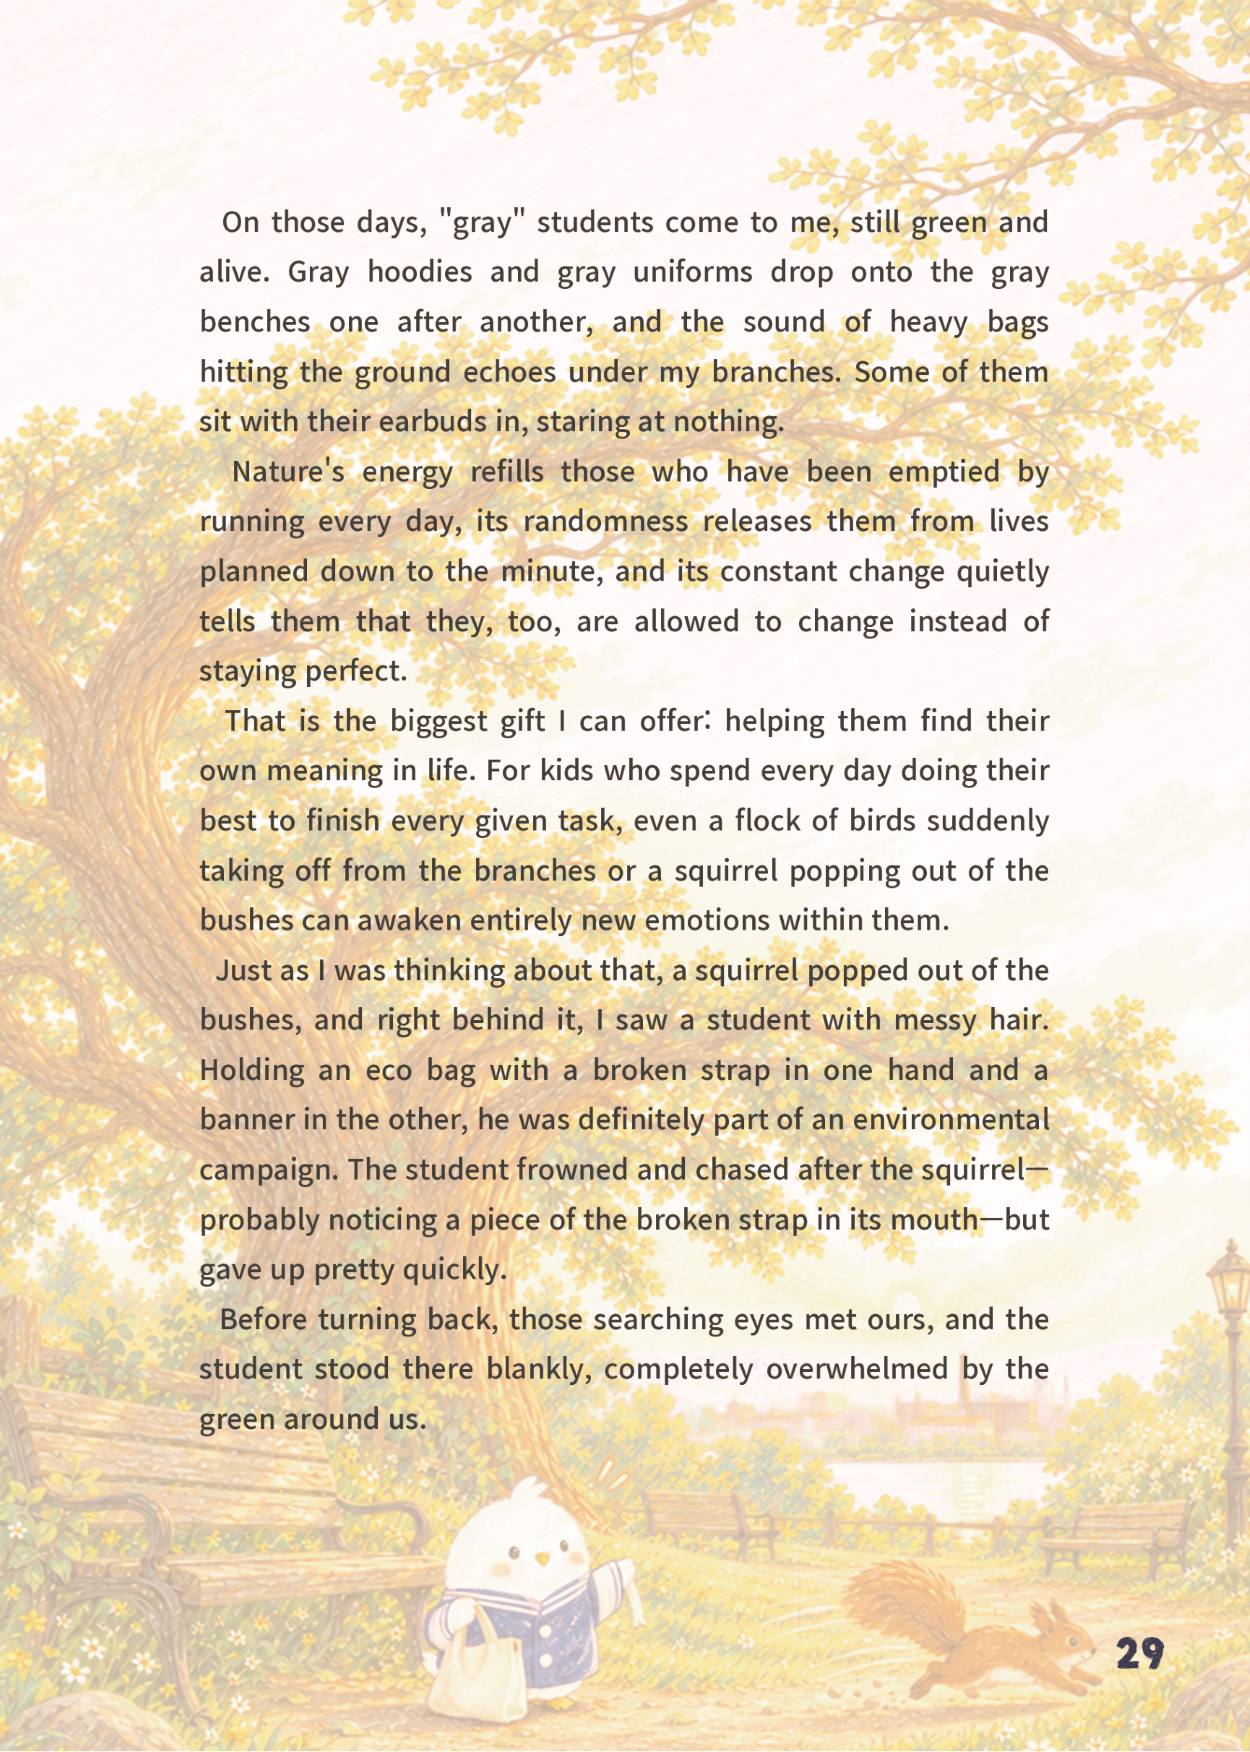 On those days, "gray" students come to me, still green and
alive. Gray hoodies and gray uniforms drop onto the gray
benches one after another, and the sound of heavy bags
hitting the ground echoes under my branches. Some of them
sit with their earbuds in, staring at nothing.
Nature's energy refills those who have been emptied by
running every day, its randomness releases them from lives
planned down to the minute, and its constant change quietly
tells them that they, too, are allowed to change instead of
staying perfect.
That is the biggest gift I can offer: helping them find their
own meaning in life. For kids who spend every day doing their
best to finish every given task, even a flock of birds suddenly
taking off from the branches or a squirrel popping out of the
bushes can awaken entirely new emotions within them.
Just as I was thinking about that, a squirrel popped out of the
bushes, and right behind it, I saw a student with messy hair.
Holding an eco bag with a broken strap in one hand and a
banner in the other, he was definitely part of an environmental
campaign. The student frowned and chased after the squirrel—
probably noticing a piece of the broken strap in its mouth—but
gave up pretty quickly.
Before turning back, those searching eyes met ours, and the
student stood there blankly, completely overwhelmed by the
green around us.
29